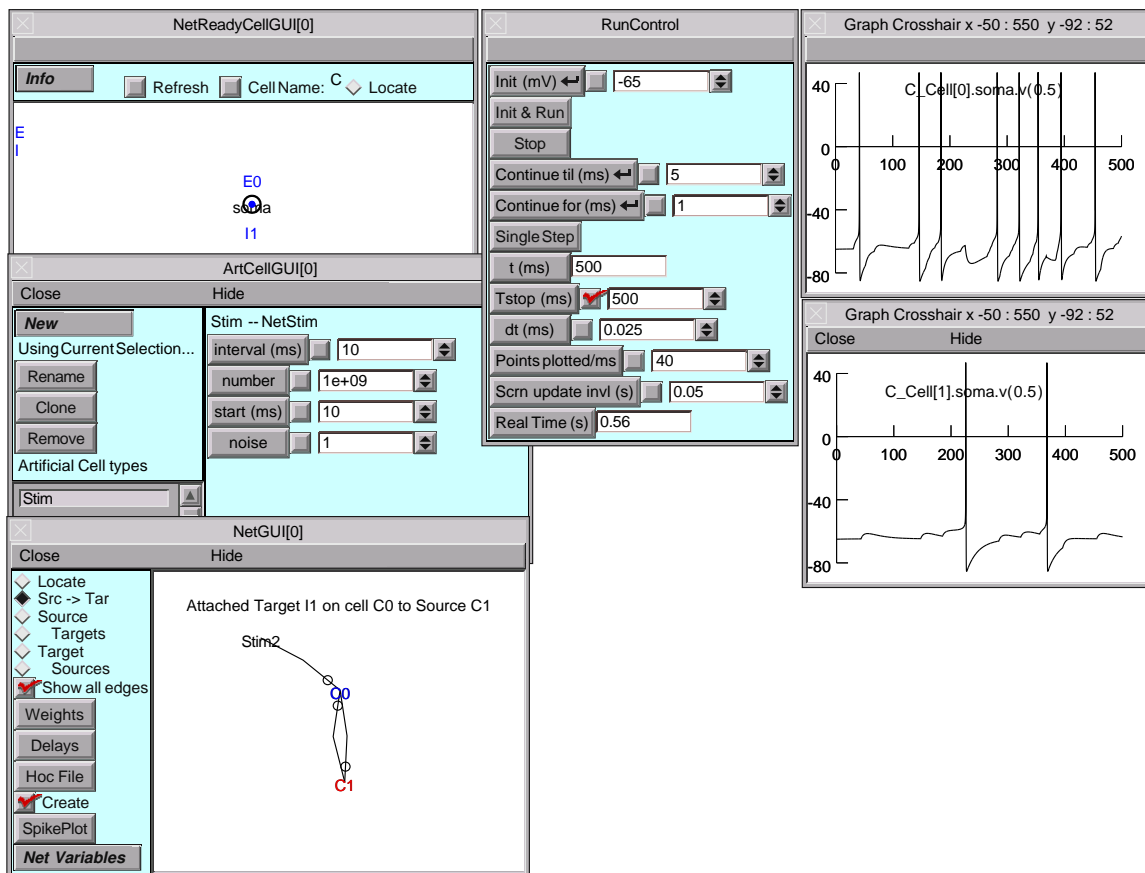 NetReadyCellGUI[0]
Info
Refresh
Cell Name: C
Locate
E
I
E0
soma
I1
ArtCellGUI[0]
Close Hide
New
Using Current Selection...
Rename
Clone
Remove
Artificial Cell types
Stim
Stim -- NetStim
interval (ms) 10
number 1e+09
start (ms) 10
noise 1
NetGUI[0]
Close Hide
Locate
Src -> Tar
Source
Targets
Target
Sources
Show all edges
Weights
Delays
Hoc File
Create
SpikePlot
Net Variables
Attached Target I1 on cell C0 to Source C1
Stim2
C0
C1
RunControl
Init (mV) -65
Init & Run
Stop
Continue til (ms) 5
Continue for (ms) 1
Single Step
t (ms) 500
Tstop (ms) 500
dt (ms) 0.025
Points plotted/ms 40
Scrn update invl (s) 0.05
Real Time (s) 0.56
Graph Crosshair x -50 : 550 y -92 : 52
C_Cell[0].soma.v(0.5)
40
0
-40
-80
0 100 200 300 400 500
Graph Crosshair x -50 : 550 y -92 : 52
Close Hide
C_Cell[1].soma.v(0.5)
40
0
-40
-80
0 100 200 300 400 500